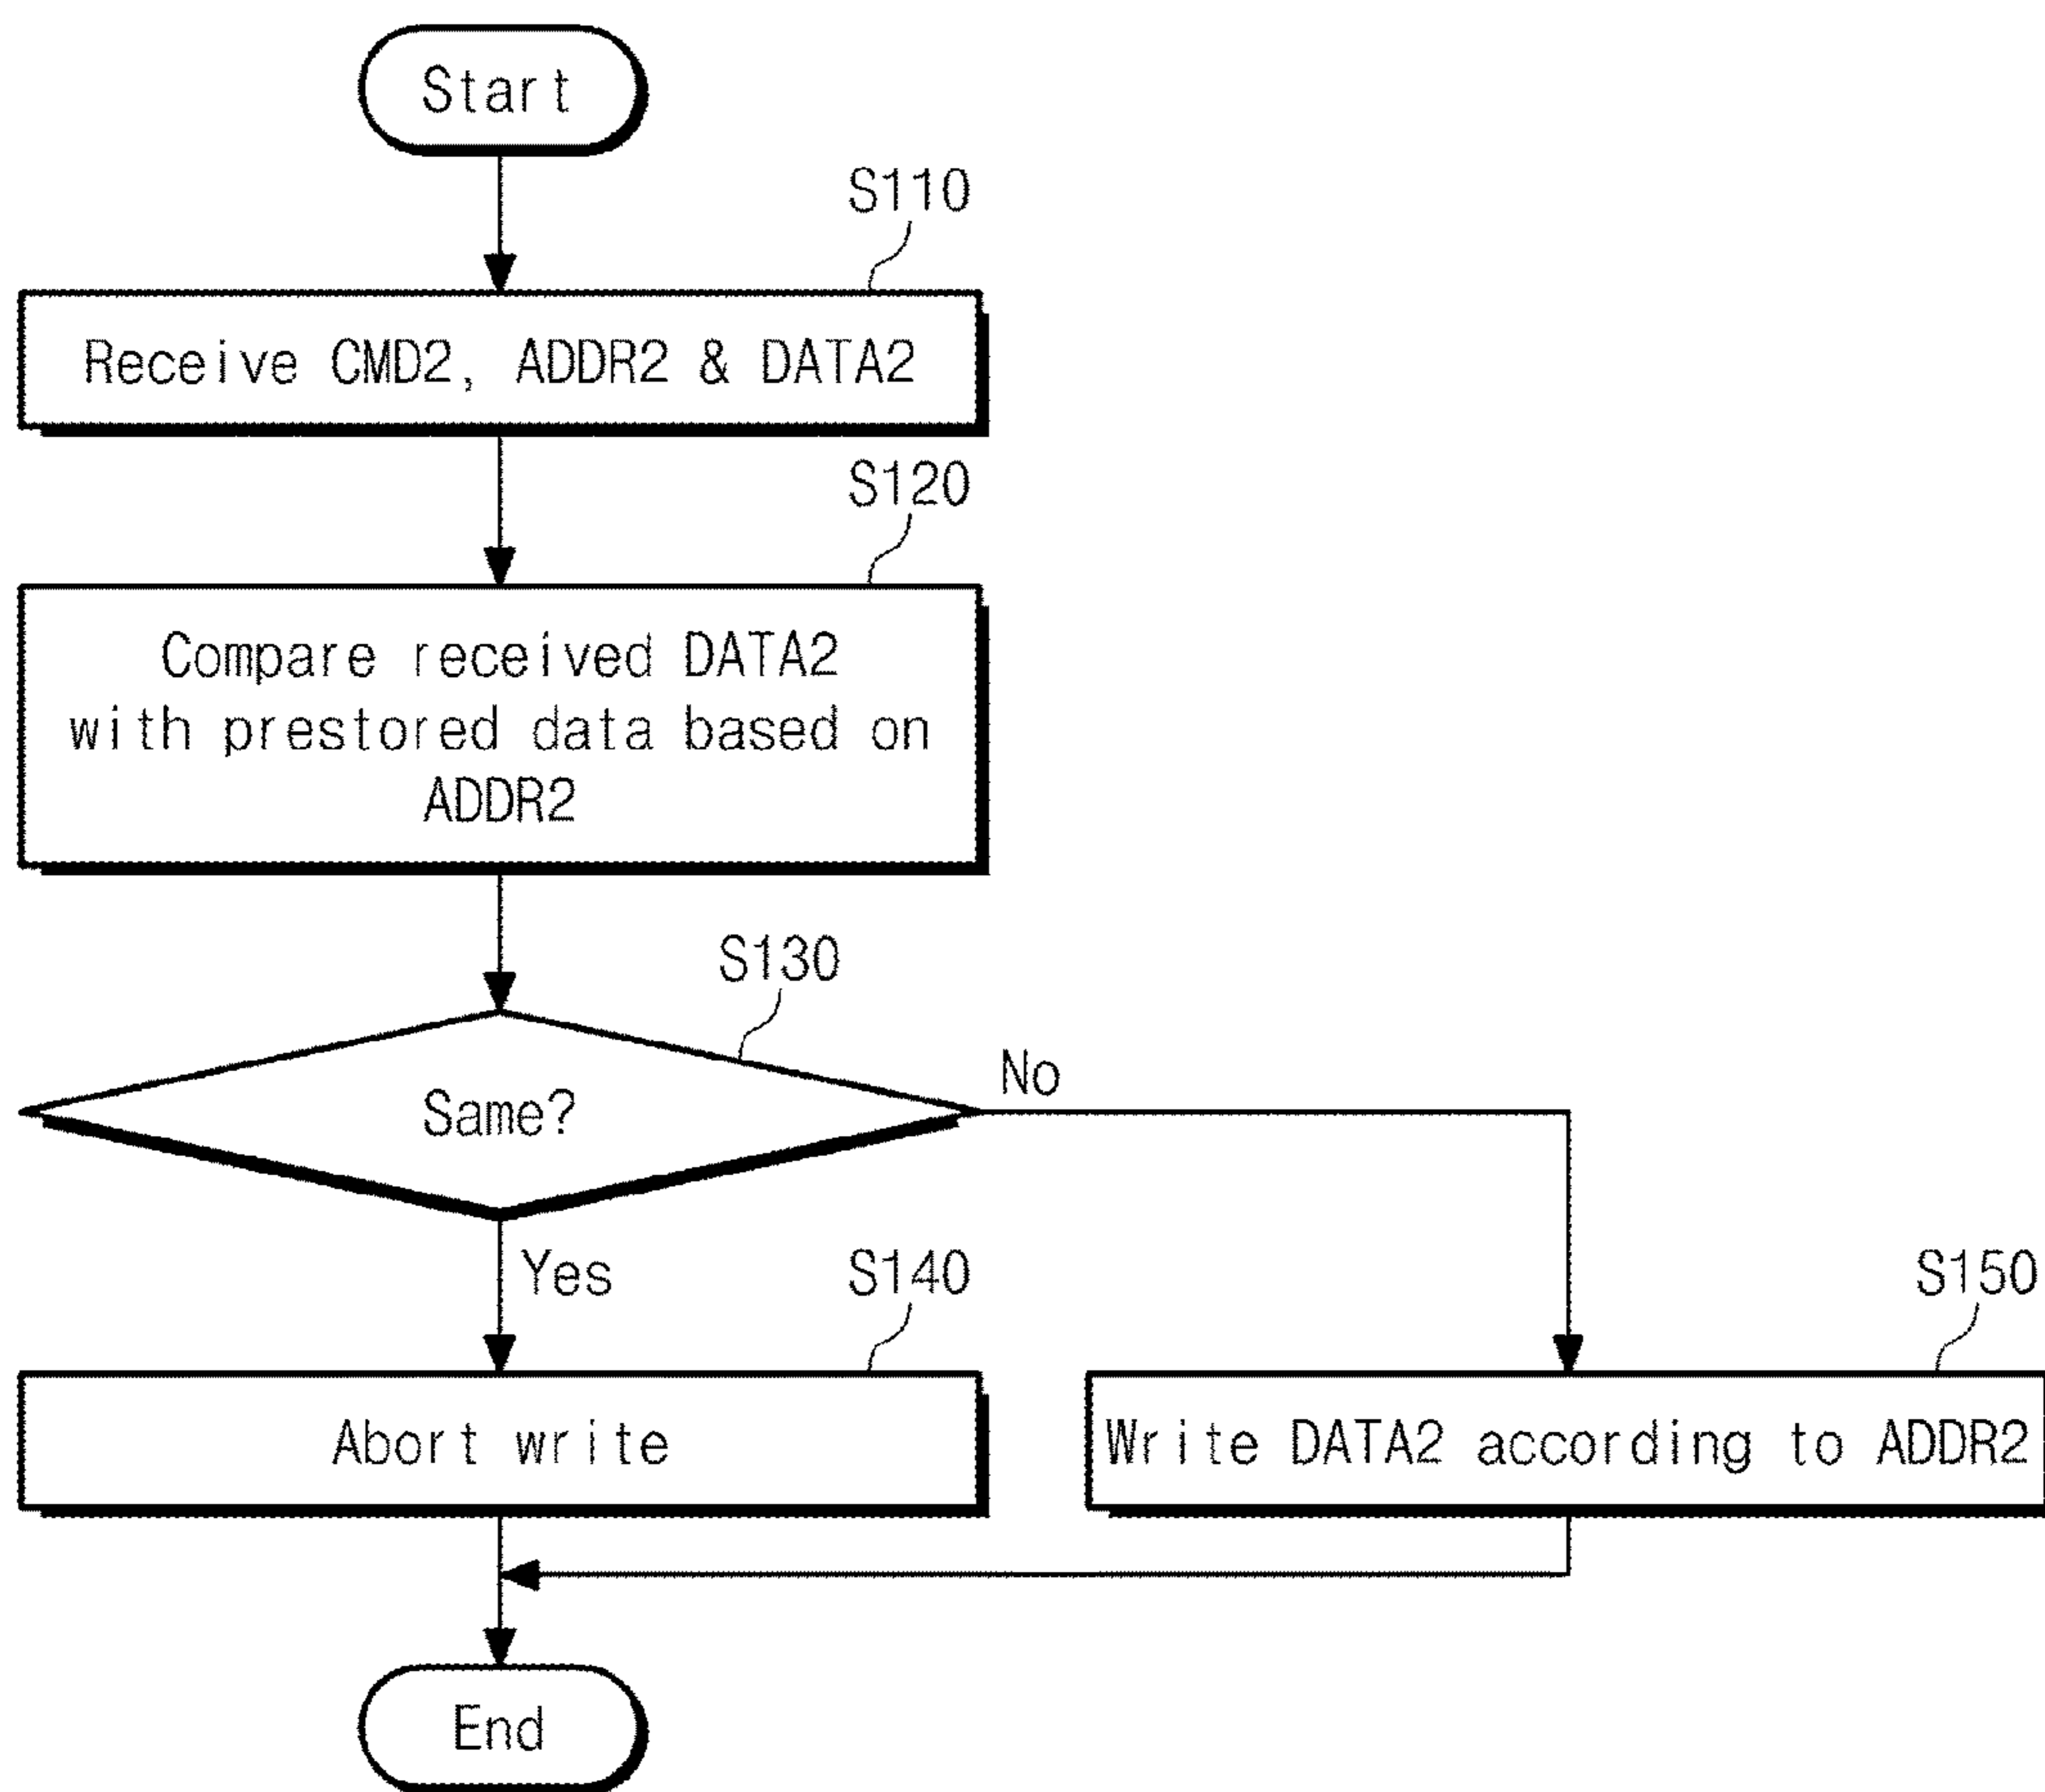 Start
S110
Receive CMD2, ADDR2 & DATA2
S120
Compare received DATA2
with prestored data based on
ADDR2
S130
Same?
No
Yes
S140
S150
Abort write
Write DATA2 according to ADDR2
End